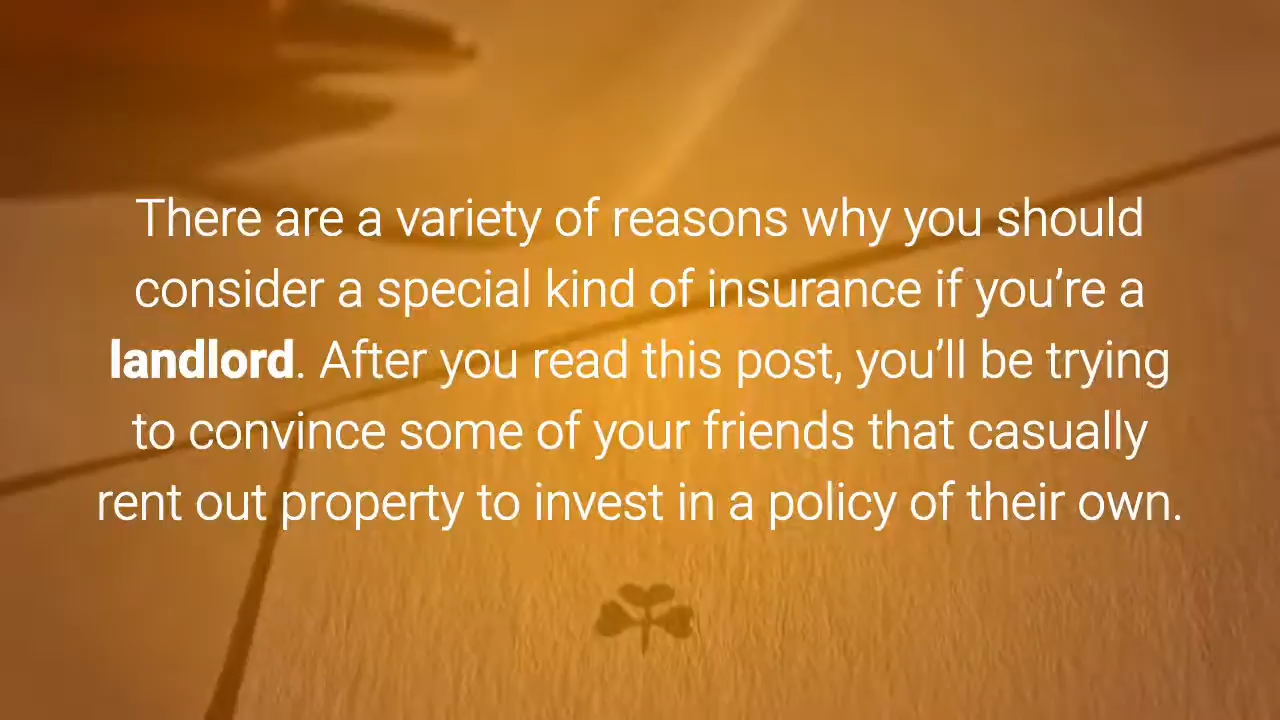 There are a variety of reasons why you should
consider a special kind of insurance if you’re a
landlord. After you read this post, you’ll be trying
to convince some of your friends that casually
rent out property to invest in a policy of their own.